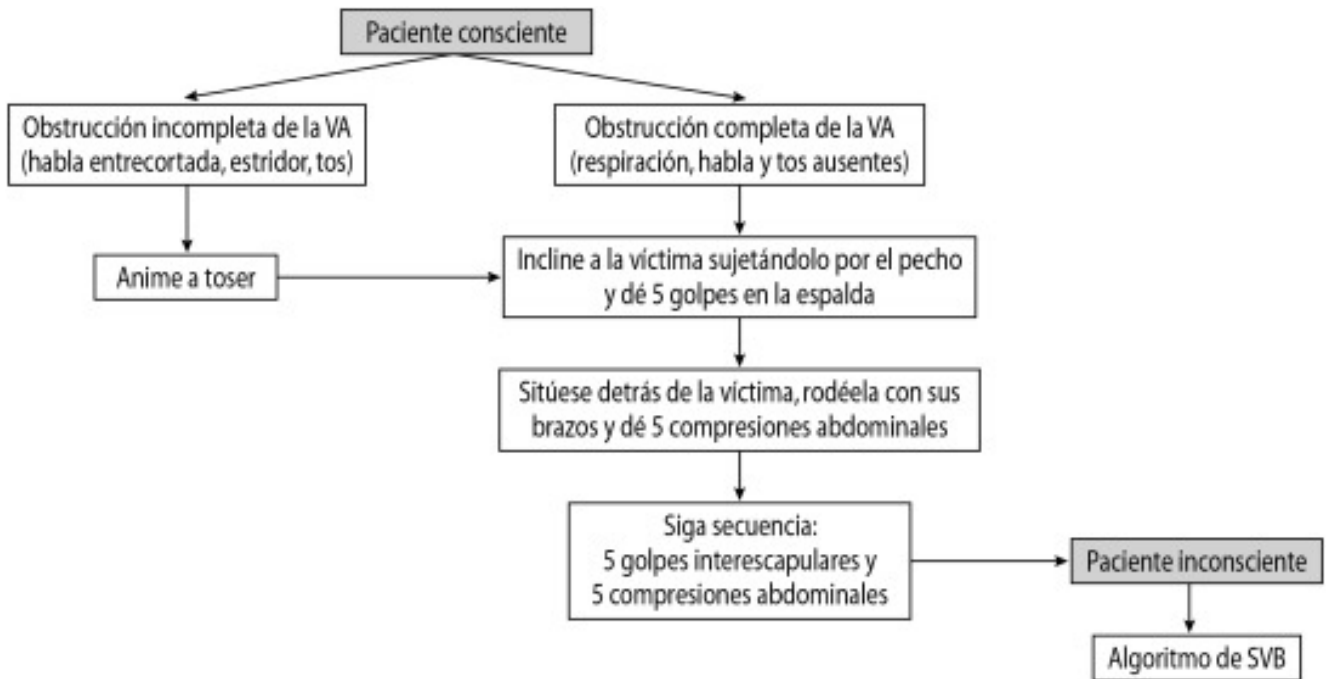 Paciente consciente
Obstrucción incompleta de la VA
(habla entrecortada, estridor, tos)
Obstrucción completa de la VA
(respiración, habla y tos ausentes)
Anime a toser
Incline a la víctima sujetándolo por el pecho
y dé 5 golpes en la espalda
Sitúese detrás de la víctima, rodéela con sus
brazos y dé 5 compresiones abdominales
Siga secuencia:
5 golpes interescapulares y
5 compresiones abdominales
Paciente inconsciente
Algoritmo de SVB